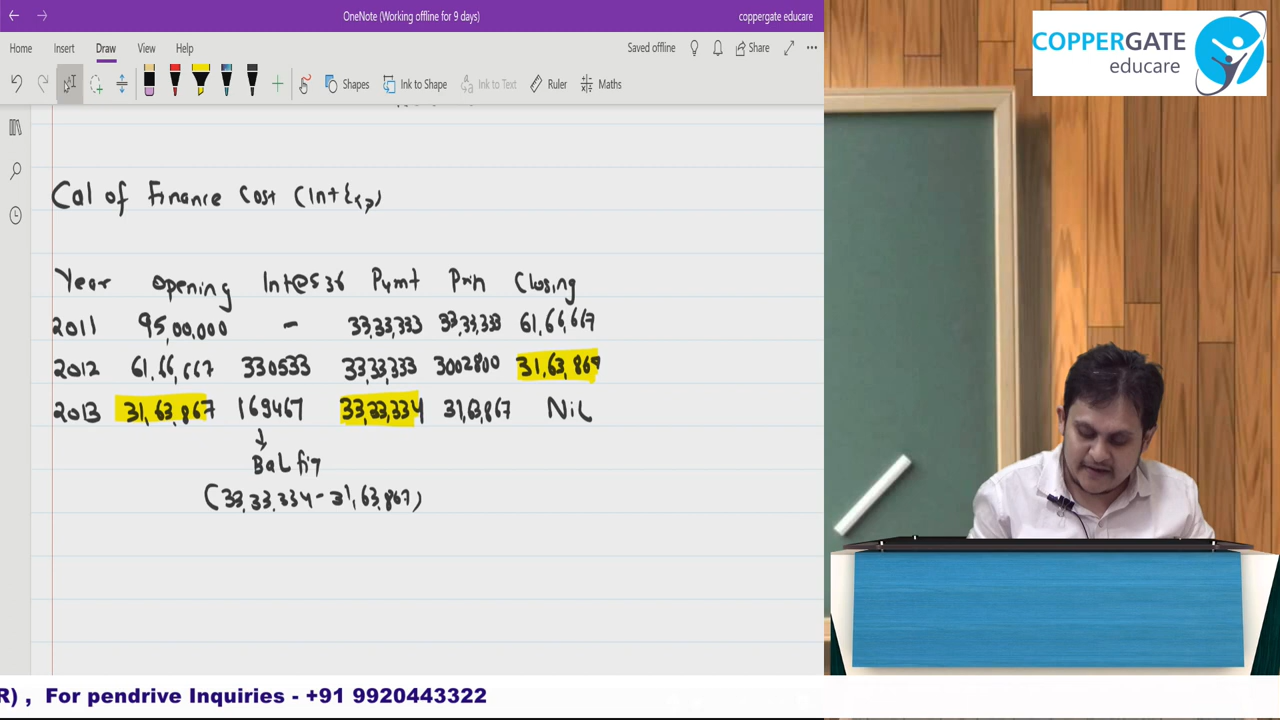 OneNote (Working offline for 9 days)
coppergate educare
Home Insert Draw View Help
Saved offline
Share
Shapes
Ink to Shape
Ink to Text
Ruler
Maths
COPPERGATE
educare
Cal of Finance Cost
Year Opening Int@5.36 Pymt Prin Closing
2011 95,00,000 - 33,33,333 33,33,333 61,66,667
2012 61,66,667 330533 33,33,333 3002800 31,63,867
2013 31,63,867 169467 33,33,334 31,63,867 NiL
↓
Bal fig
(33,33,334-31,63,867)
R) , For pendrive Inquiries - +91 9920443322